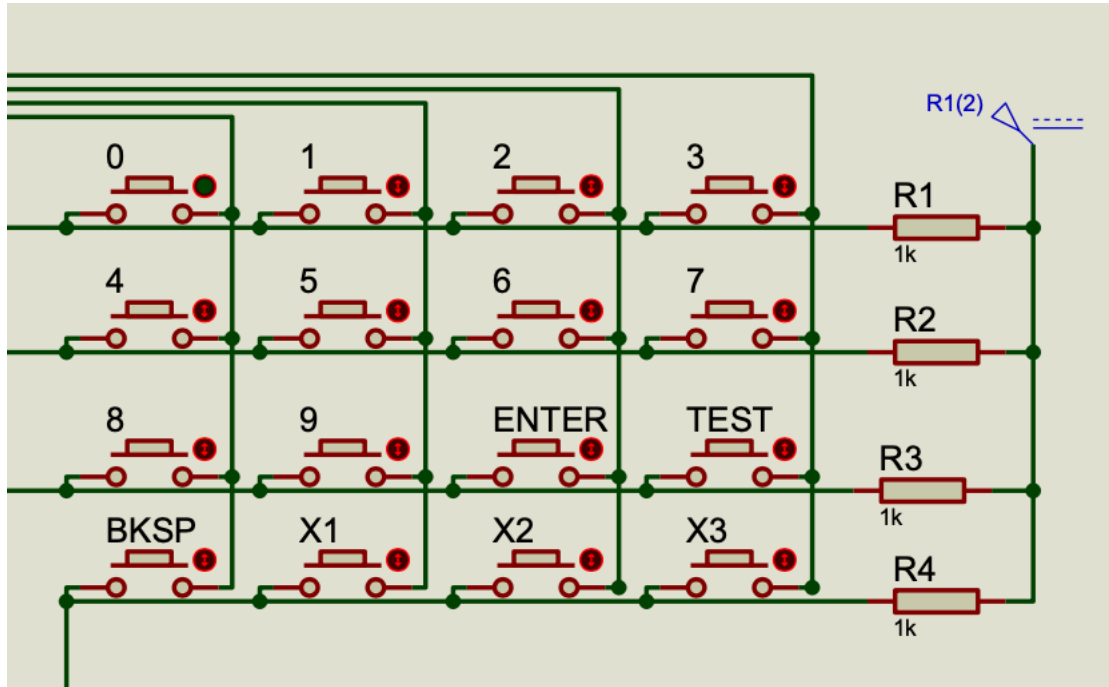 R1(2)
0 1 2 3
R1
1k
4 5 6 7
R2
1k
8 9 ENTER TEST
R3
1k
BKSP X1 X2 X3
R4
1k